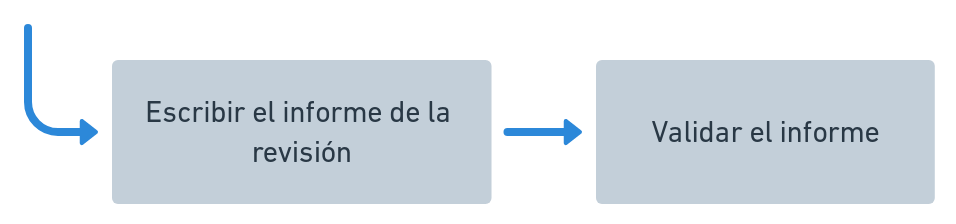 Escribir el informe de la
revisión
Validar el informe